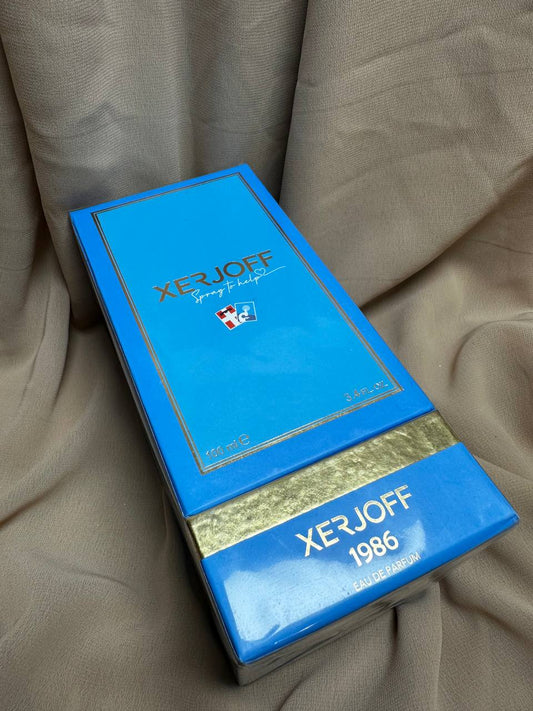 XERJOFF
Spray to help
100 ml e 3.4 FL. OZ.
XERJOFF
1986
EAU DE PARFUM